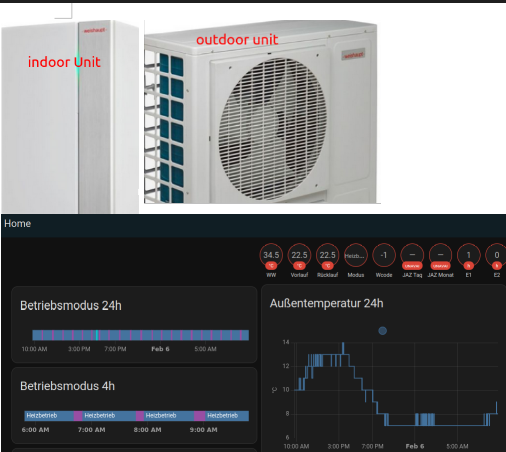 weishaupt
indoor Unit
outdoor unit
weishaupt
Home
34.5 22.5 22.5 Heizb... -1 – – 1 0
°C °C °C h h
WW Vorlauf Rücklauf Modus Wcode JAZ Tag JAZ Monat E1 E2
Betriebsmodus 24h
10:00 AM 3:00 PM 7:00 PM Feb 6 5:00 AM
Betriebsmodus 4h
Heizbetrieb Heizbetrieb Heizbetrieb Heizbetrieb
6:00 AM 7:00 AM 8:00 AM 9:00 AM
Außentemperatur 24h
14
12
°C 10
8
6
10:00 AM 3:00 PM 7:00 PM Feb 6 5:00 AM